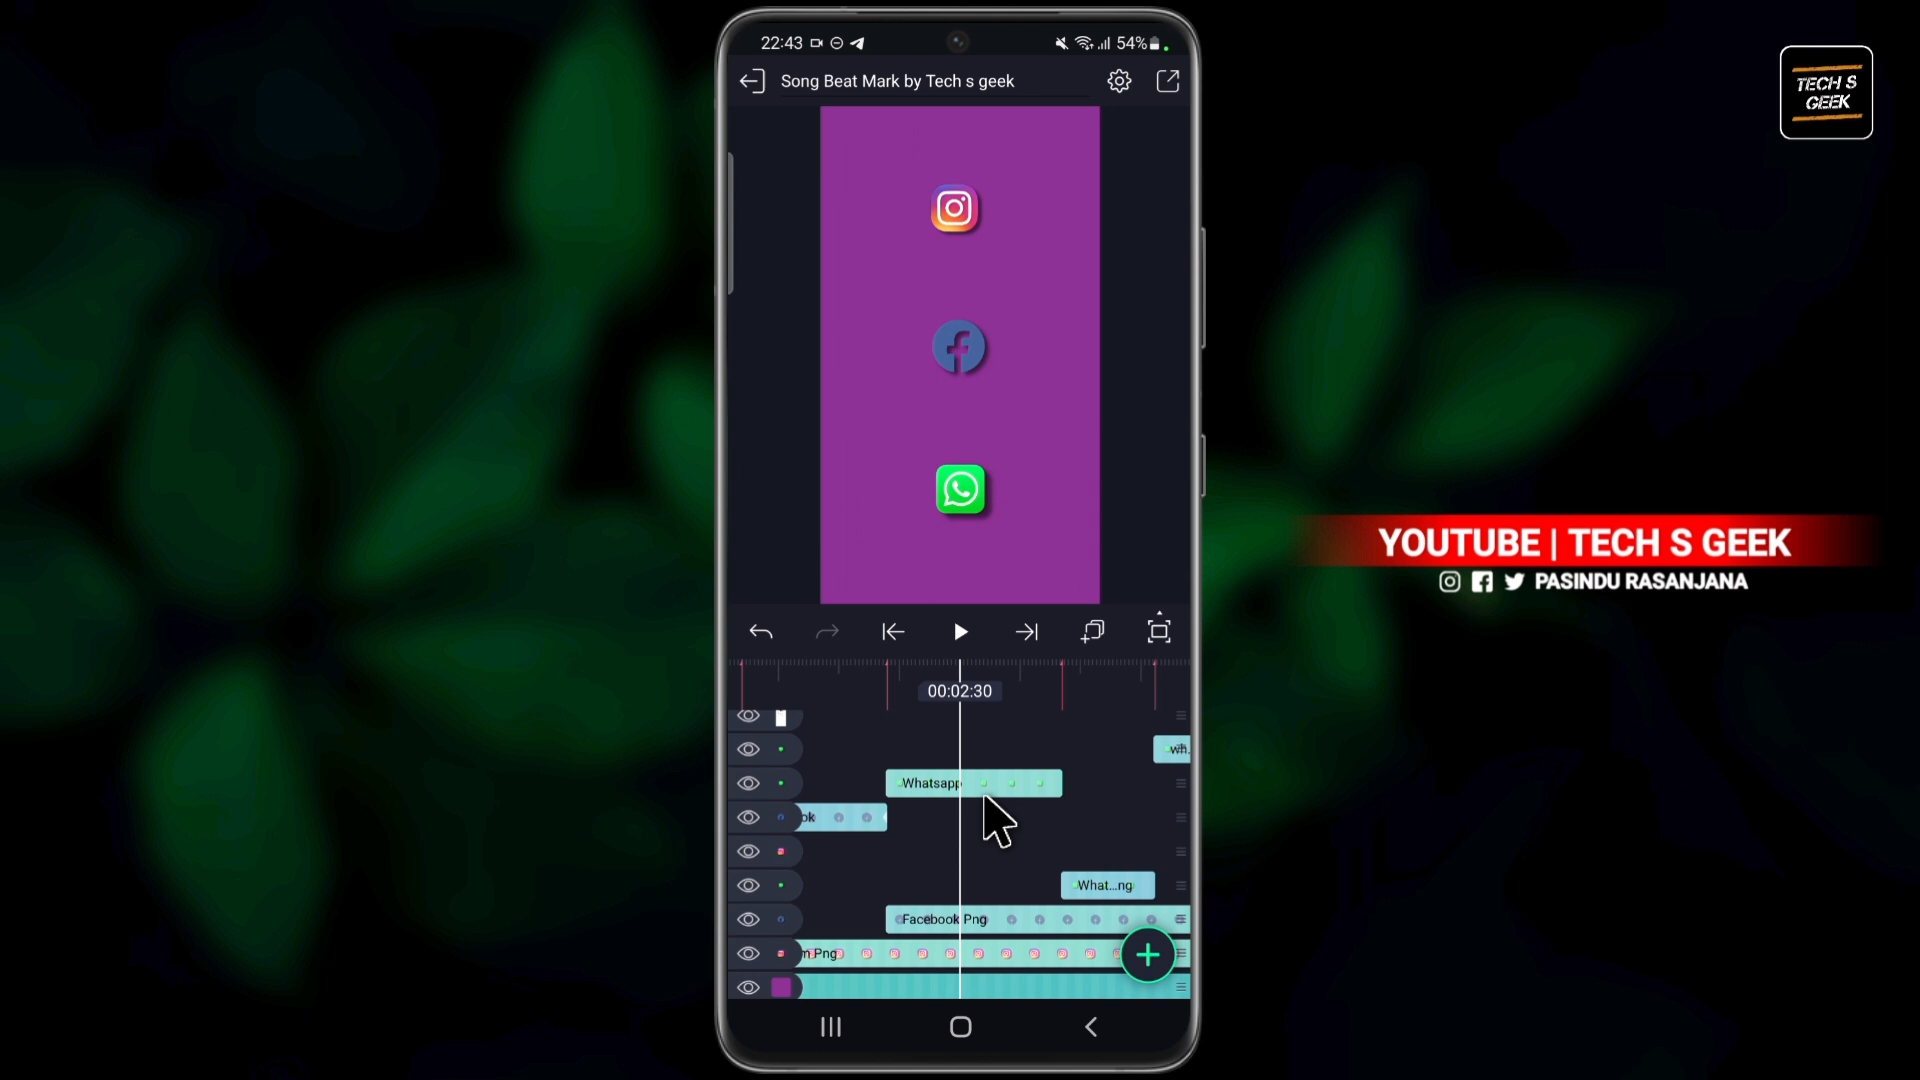 22:43
54%
Song Beat Mark by Tech s geek
TECH S
GEEK
YOUTUBE | TECH S GEEK
PASINDU RASANJANA
00:02:30
wh.
Whatsapp
ok
What...ng
Facebook Png
m Png